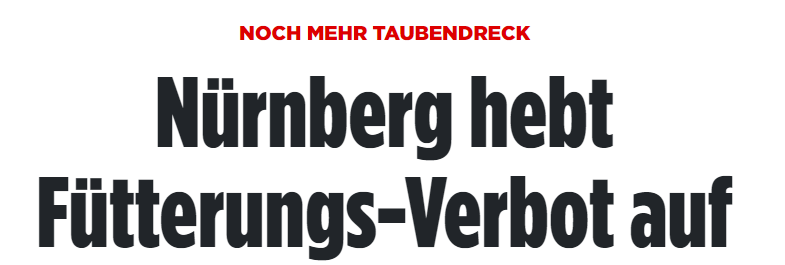 NOCH MEHR TAUBENDRECK
Nürnberg hebt
Fütterungs-Verbot auf